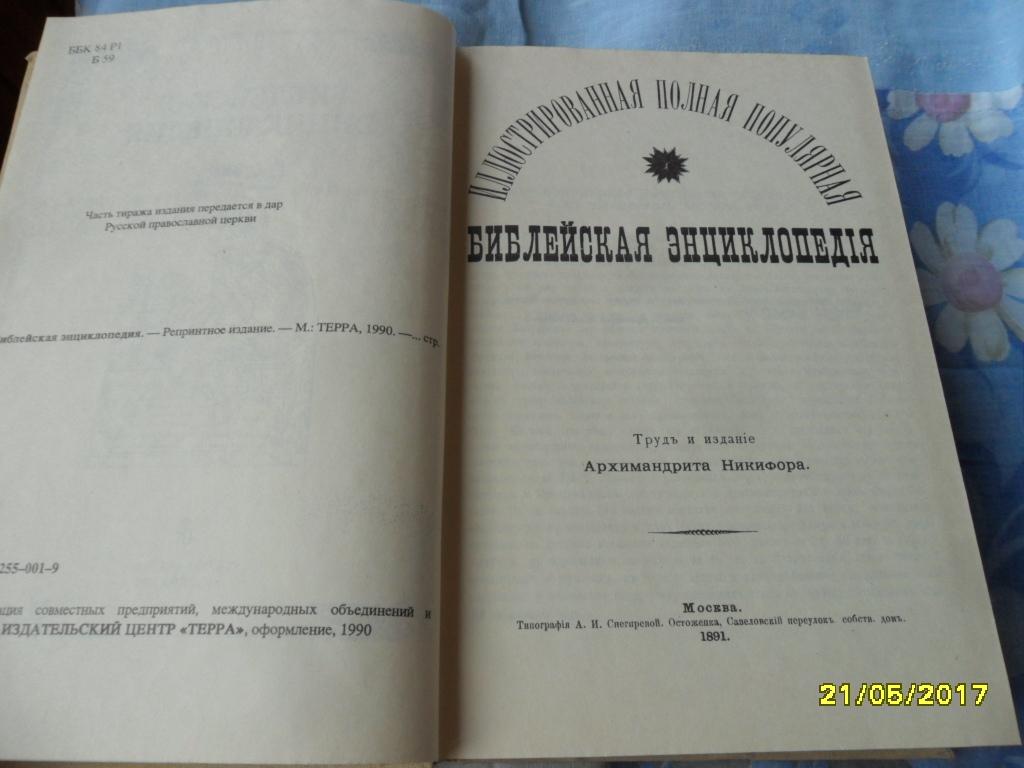 ББК 84 Р1
Б 59
Часть тиража издания передается в дар
Русской православной церкви
иблейская энциклопедия. — Репринтное издание. — М.: ТЕРРА, 1990. —... стр.
255–001–9
ция совместных предприятий, международных объединений и
ИЗДАТЕЛЬСКИЙ ЦЕНТР «ТЕРРА», оформление, 1990
ИЛЛЮСТРИРОВАННАЯ ПОЛНАЯ ПОПУЛЯРНАЯ
БИБЛЕЙСКАЯ ЭНЦИКЛОПЕДІЯ
Трудъ и изданіе
Архимандрита Никифора.
Москва.
Типографія А. И. Снегиревой. Остоженка, Савеловскій переулокъ собств. домъ.
1891.
21/05/2017